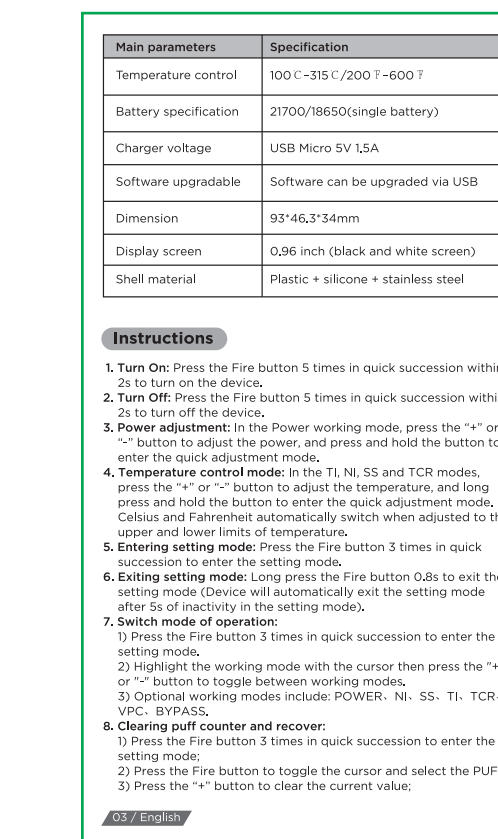 Main parameters Specification
Temperature control 100℃-315℃/200℉-600℉
Battery specification 21700/18650(single battery)
Charger voltage USB Micro 5V 1.5A
Software upgradable Software can be upgraded via USB
Dimension 93*46.3*34mm
Display screen 0.96 inch (black and white screen)
Shell material Plastic + silicone + stainless steel
Instructions
1. Turn On: Press the Fire button 5 times in quick succession within
2s to turn on the device.
2. Turn Off: Press the Fire button 5 times in quick succession withi
2s to turn off the device.
3. Power adjustment: In the Power working mode, press the “+” or
“-” button to adjust the power, and press and hold the button to
enter the quick adjustment mode.
4. Temperature control mode: In the TI, NI, SS and TCR modes,
press the “+” or “-” button to adjust the temperature, and long
press and hold the button to enter the quick adjustment mode.
Celsius and Fahrenheit automatically switch when adjusted to th
upper and lower limits of temperature.
5. Entering setting mode: Press the Fire button 3 times in quick
succession to enter the setting mode.
6. Exiting setting mode: Long press the Fire button 0.8s to exit the
setting mode (Device will automatically exit the setting mode
after 5s of inactivity in the setting mode).
7. Switch mode of operation:
1) Press the Fire button 3 times in quick succession to enter the
setting mode.
2) Highlight the working mode with the cursor then press the "+
or "-" button to toggle between working modes.
3) Optional working modes include: POWER、NI、SS、TI、TCR、
VPC、BYPASS.
8. Clearing puff counter and recover:
1) Press the Fire button 3 times in quick succession to enter the
setting mode;
2) Press the Fire button to toggle the cursor and select the PUF
3) Press the “+” button to clear the current value;
03 / English